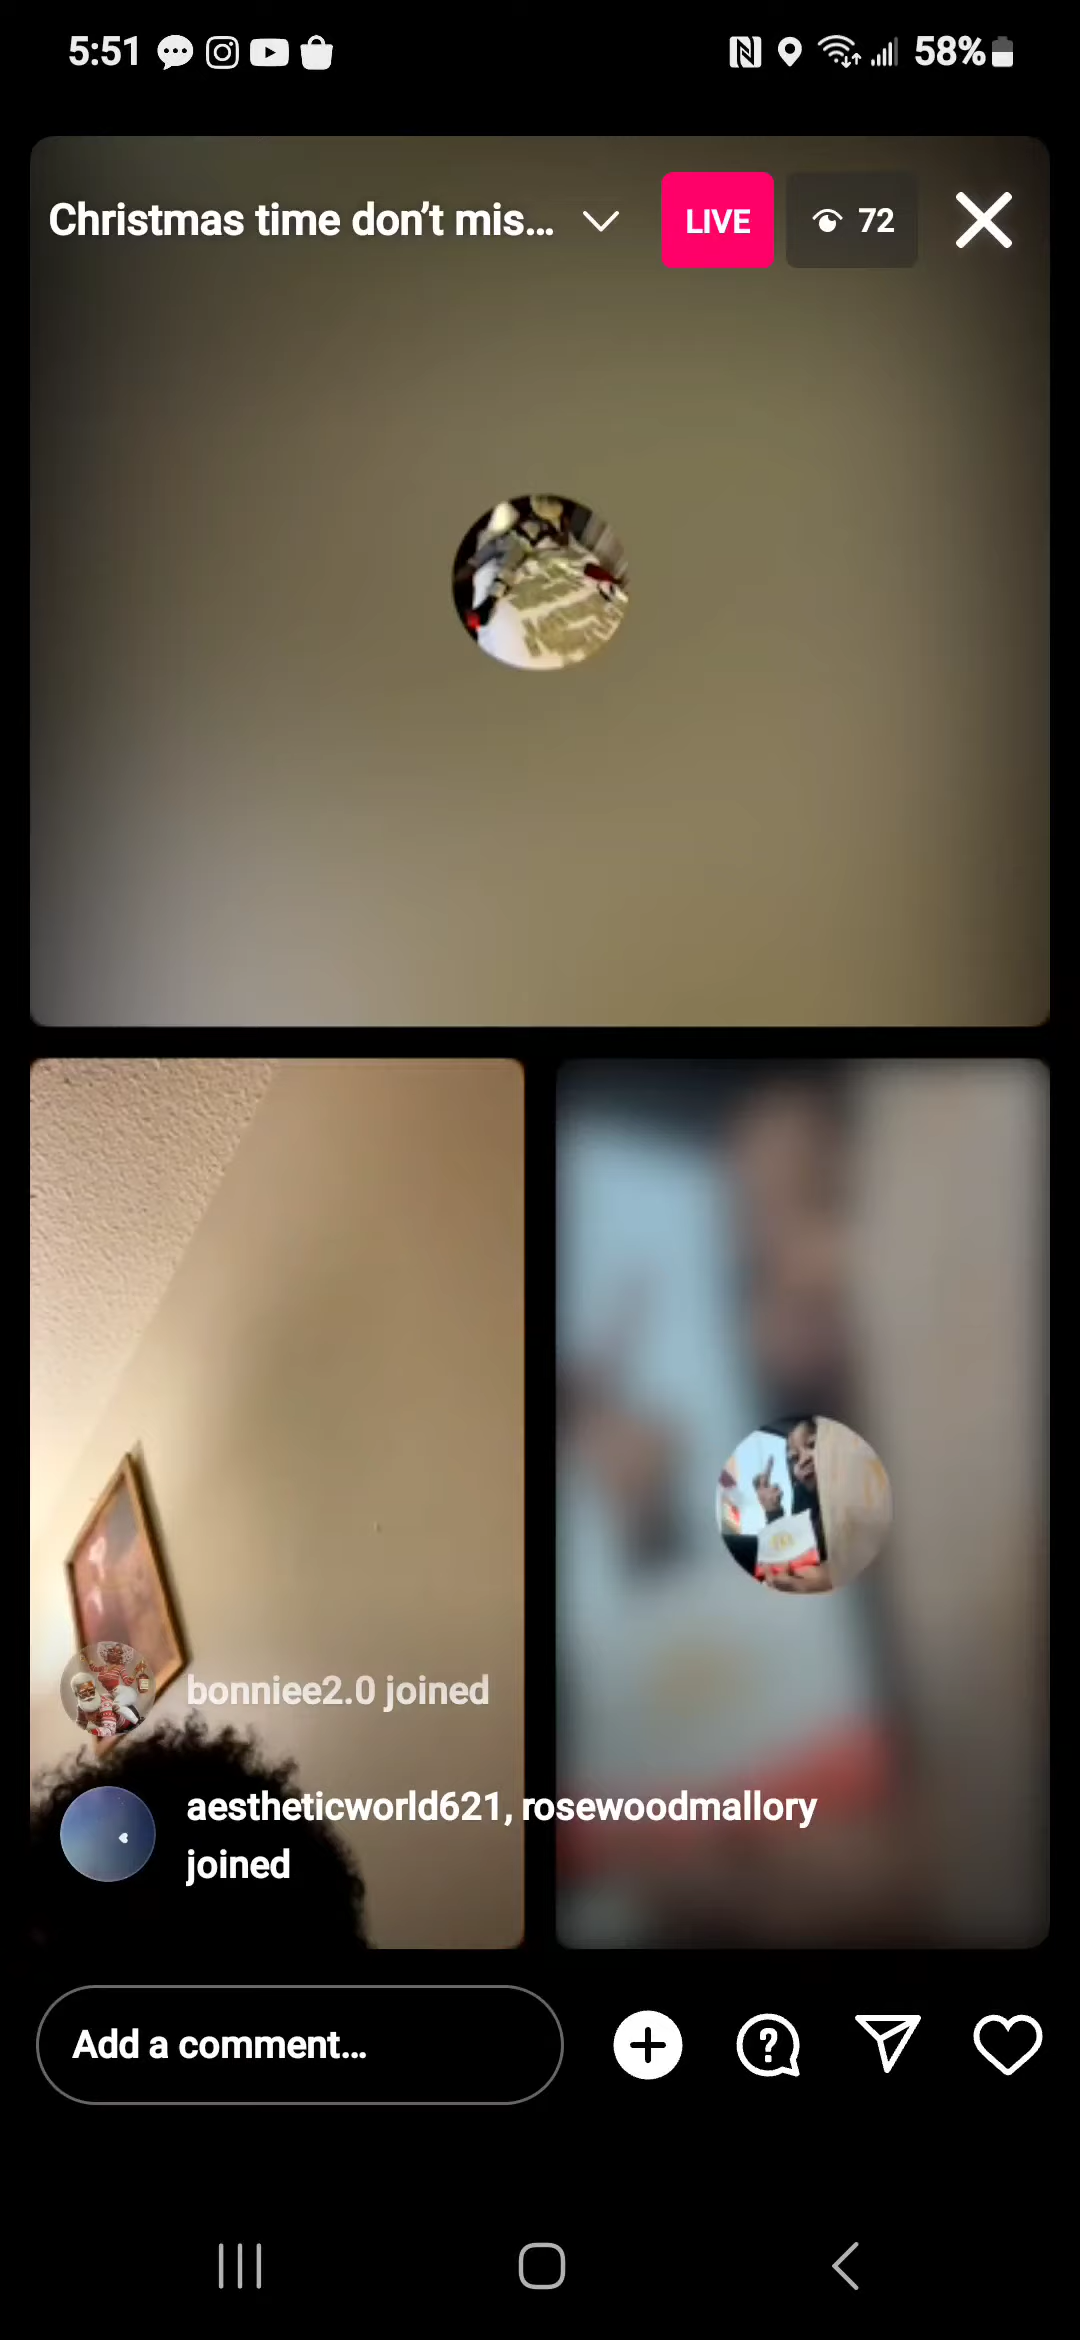 5:51
58%
Christmas time don't mis...
LIVE
72
bonniee2.0 joined
aestheticworld621, rosewoodmallory
joined
Add a comment...